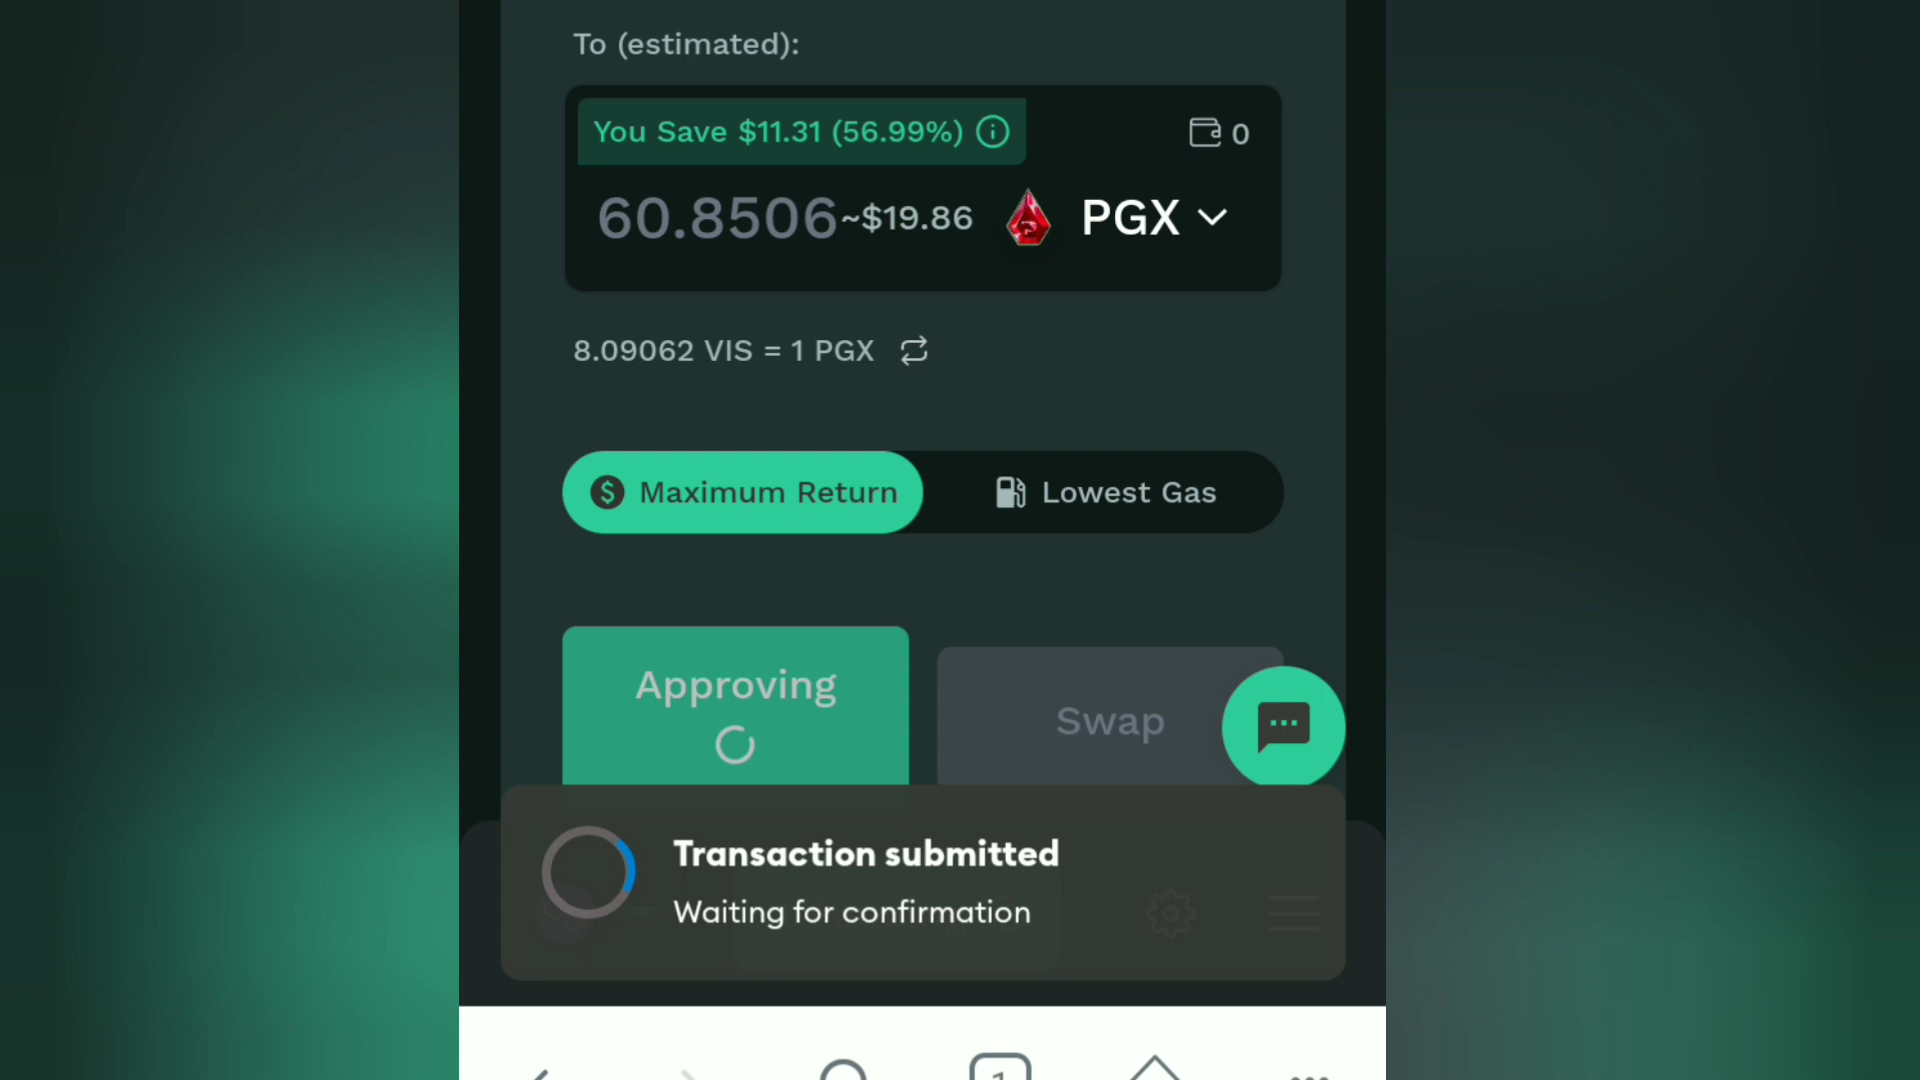 To (estimated):
You Save $11.31 (56.99%)
0
60.8506 ~$19.86 PGX
8.09062 VIS = 1 PGX
Maximum Return
Lowest Gas
Approving
Swap
Transaction submitted
Waiting for confirmation
1